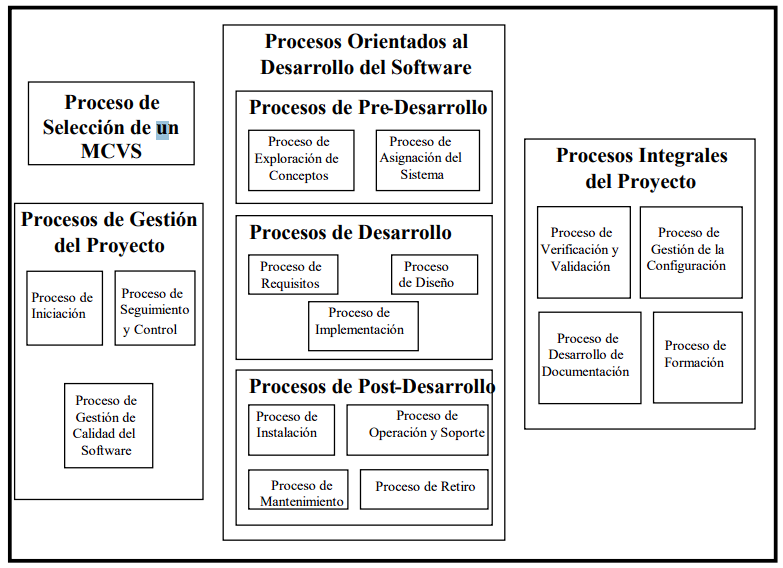 Proceso de
Selección de un
MCVS
Procesos de Gestión
del Proyecto
Proceso de
Iniciación
Proceso de
Seguimiento
y Control
Proceso de
Gestión de
Calidad del
Software
Procesos Orientados al
Desarrollo del Software
Procesos de Pre-Desarrollo
Proceso de
Exploración de
Conceptos
Proceso de
Asignación del
Sistema
Procesos de Desarrollo
Proceso de
Requisitos
Proceso
de Diseño
Proceso de
Implementación
Procesos de Post-Desarrollo
Proceso de
Instalación
Proceso de
Operación y Soporte
Proceso de
Mantenimiento
Proceso de Retiro
Procesos Integrales
del Proyecto
Proceso de
Verificación y
Validación
Proceso de
Gestión de la
Configuración
Proceso de
Desarrollo de
Documentación
Proceso de
Formación